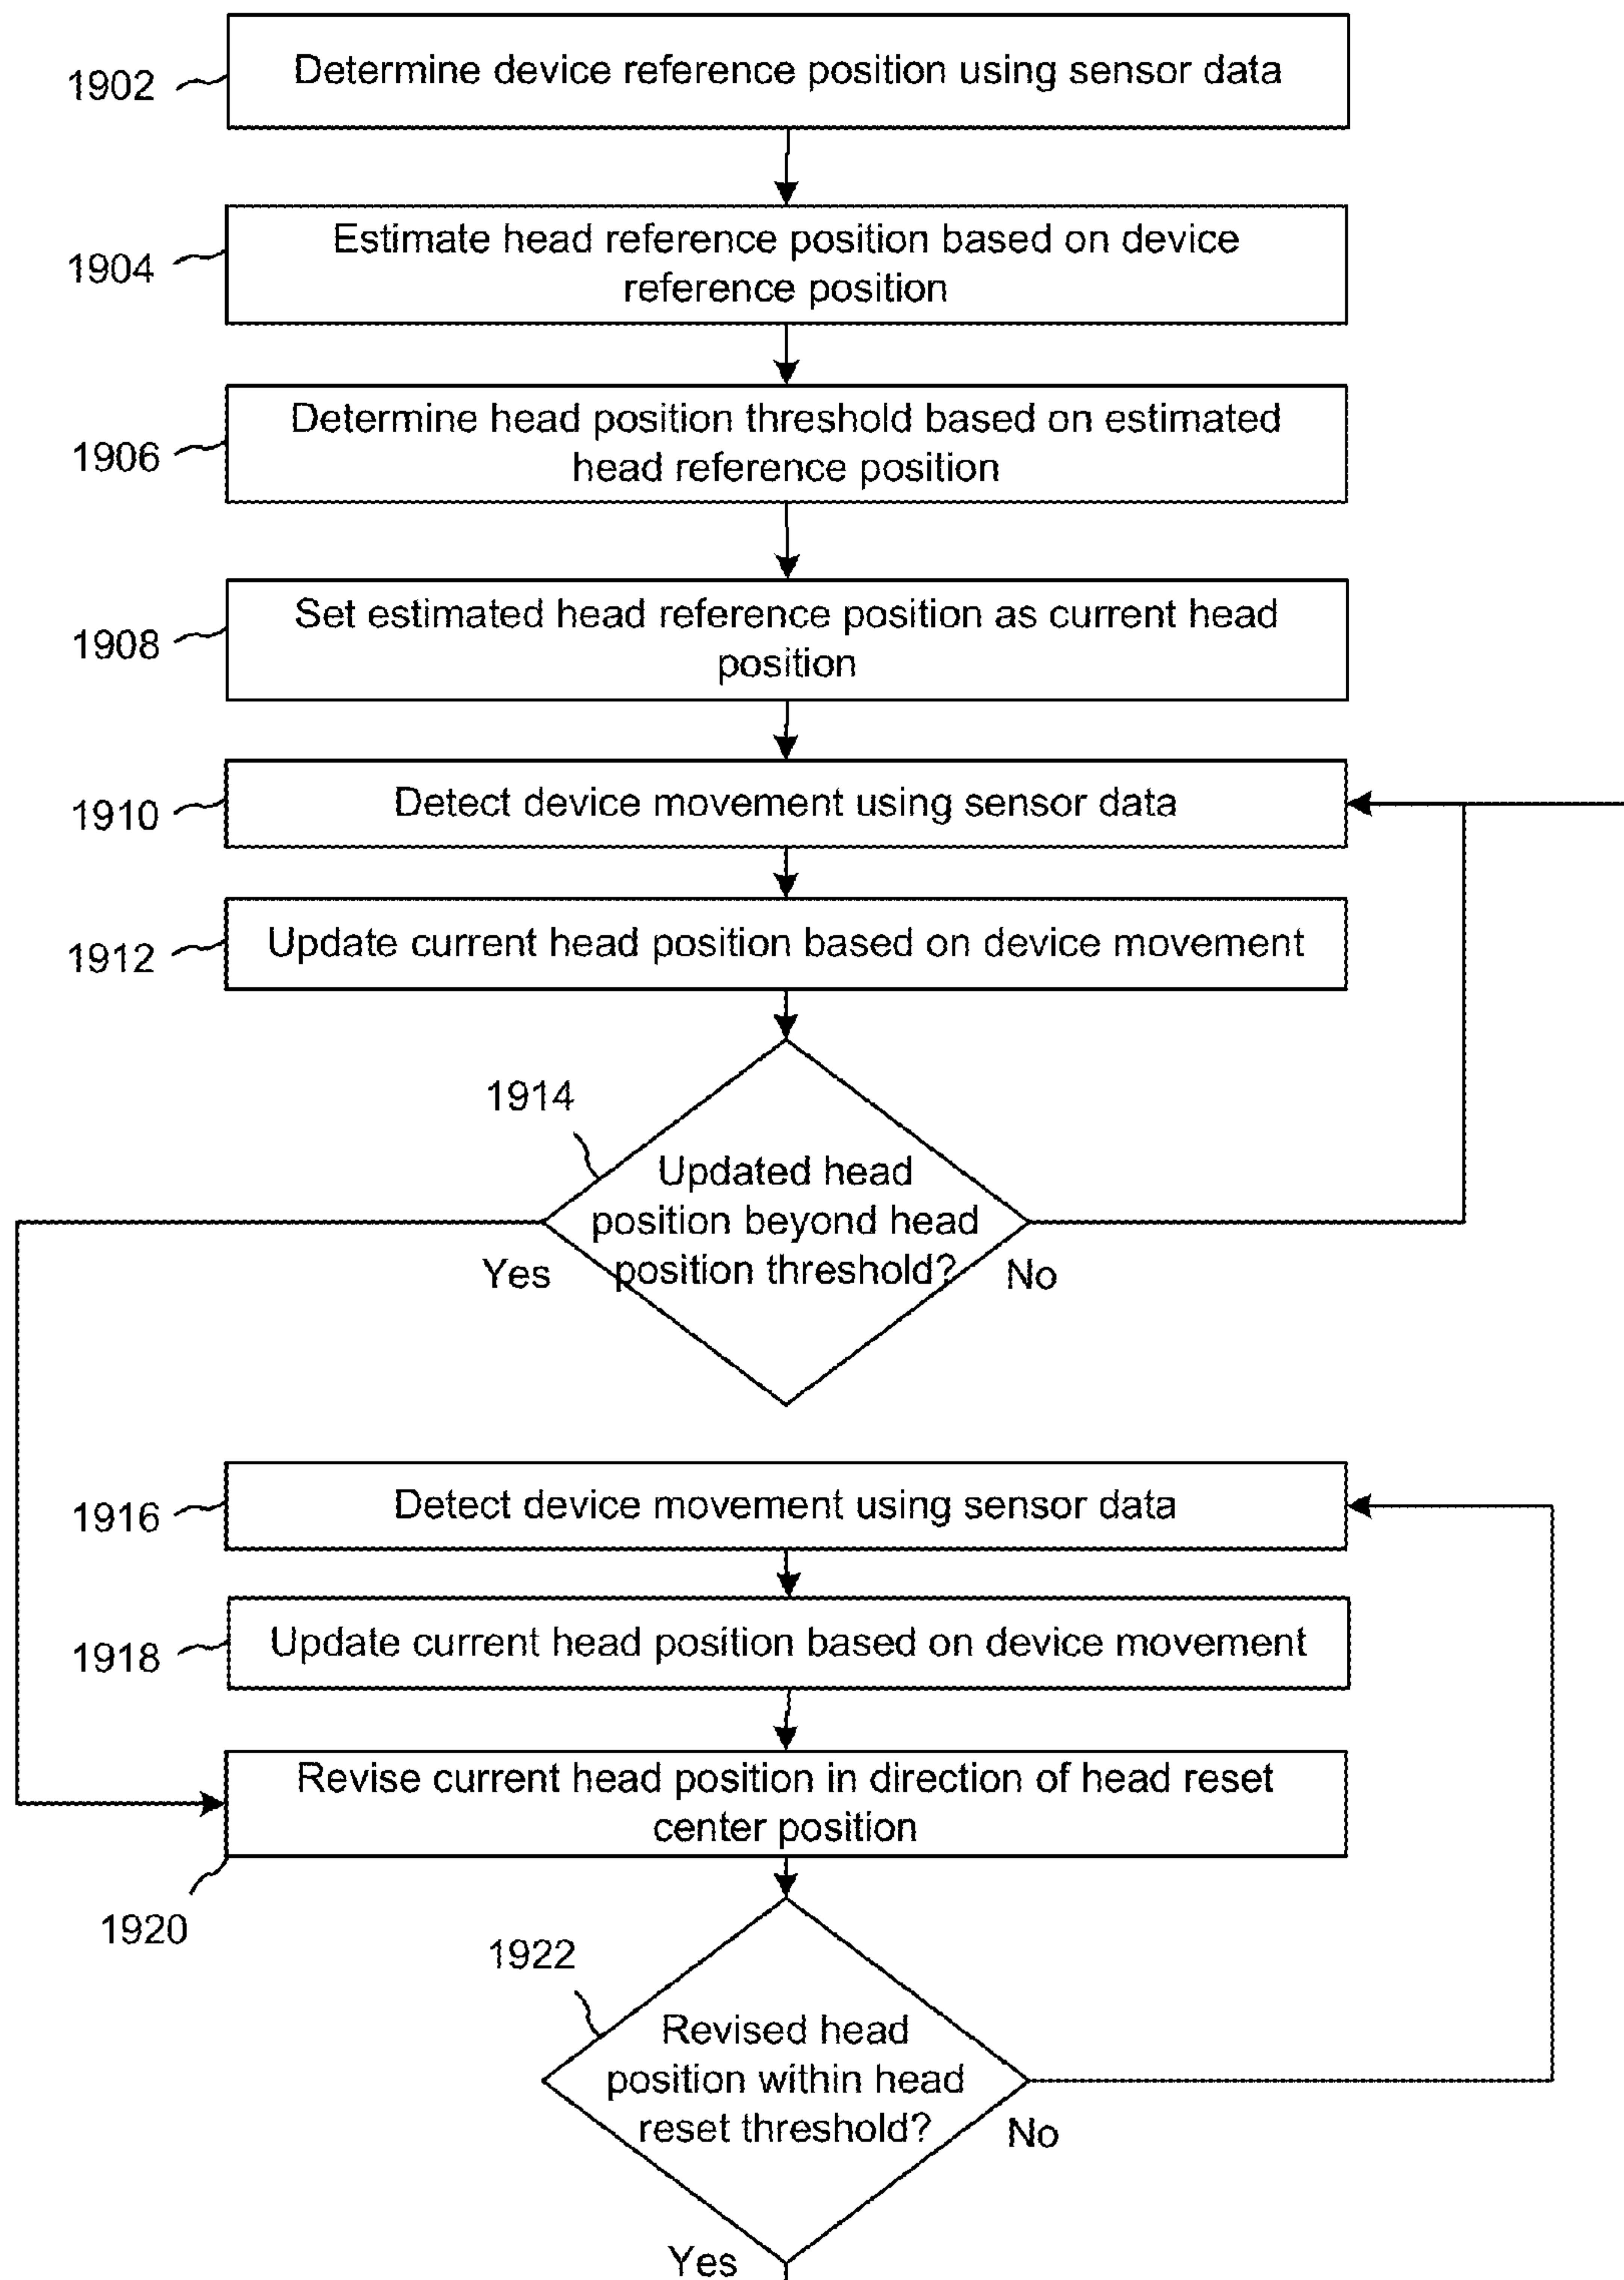 1902
Determine device reference position using sensor data
1904
Estimate head reference position based on device
reference position
1906
Determine head position threshold based on estimated
head reference position
1908
Set estimated head reference position as current head
position
1910
Detect device movement using sensor data
1912
Update current head position based on device movement
1914
Updated head
position beyond head
position threshold?
Yes
No
1916
Detect device movement using sensor data
1918
Update current head position based on device movement
Revise current head position in direction of head reset
center position
1920
1922
Revised head
position within head
reset threshold?
No
Yes